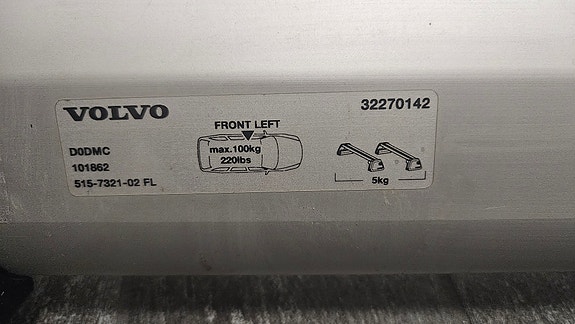 VOLVO
D0DMC
101862
515-7321-02 FL
FRONT LEFT
max.100kg
220lbs
32270142
5kg